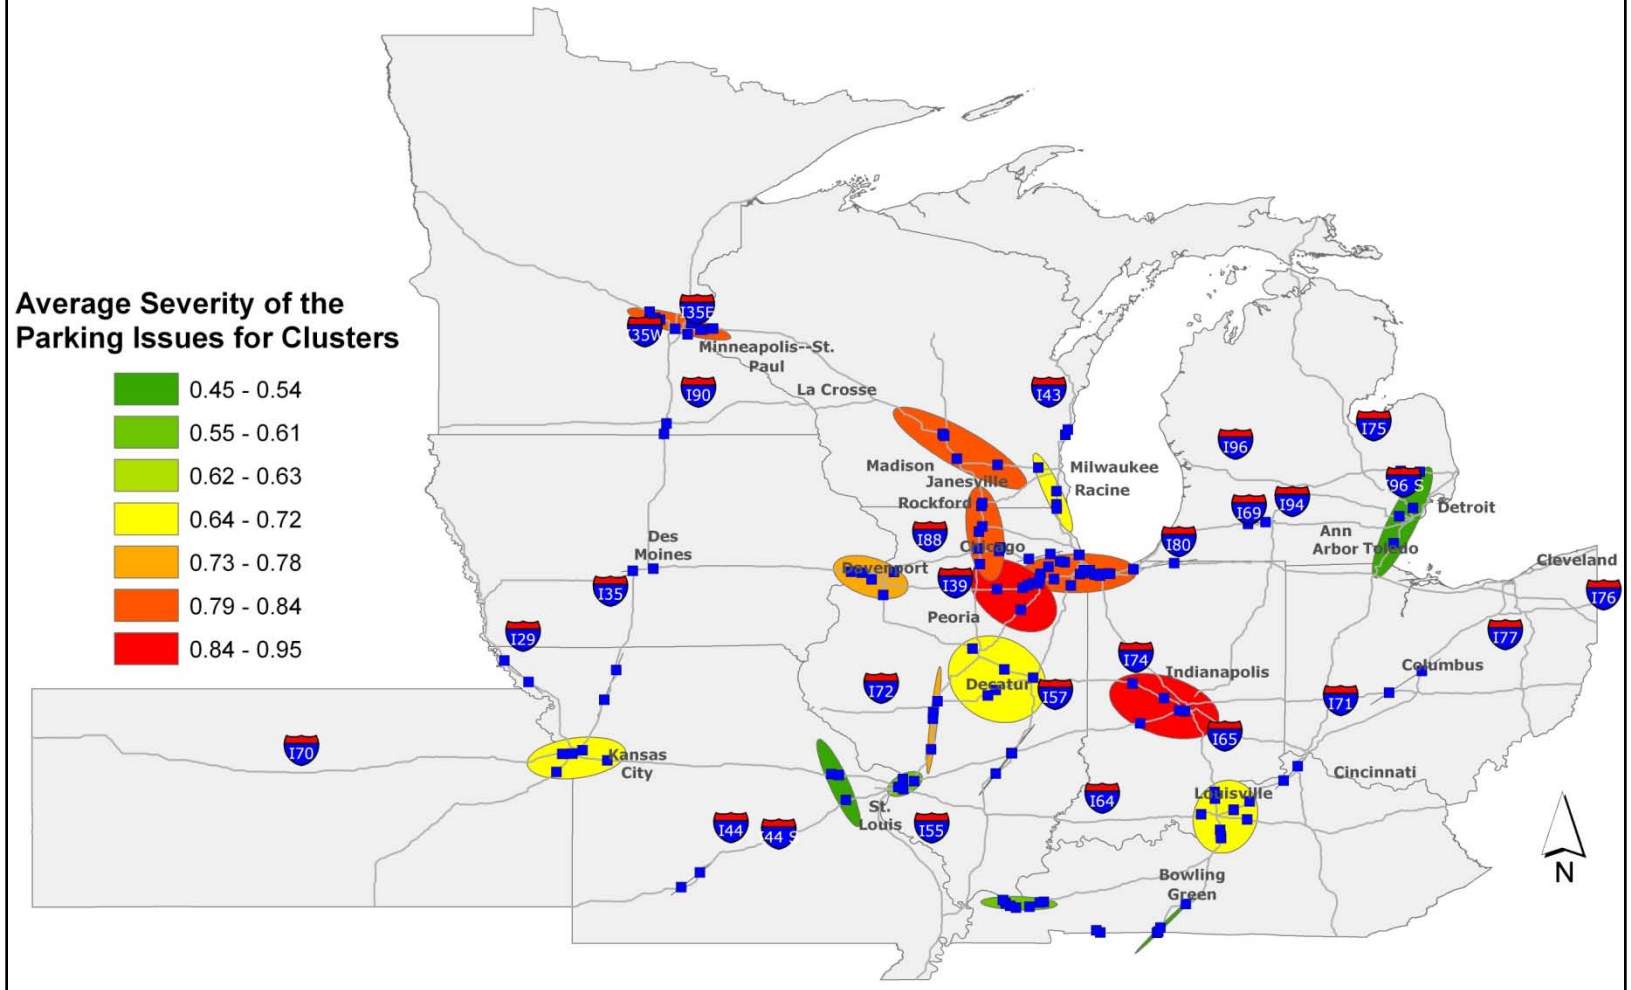 Average Severity of the
Parking Issues for Clusters
0.45 - 0.54
0.55 - 0.61
0.62 - 0.63
0.64 - 0.72
0.73 - 0.78
0.79 - 0.84
0.84 - 0.95
I35E
I35W
Minneapolis--St.
Paul
I90
La Crosse
I43
I75
I96
Madison
Milwaukee
Janesville
Racine
I96 S
Rockford
I69
I94
Detroit
Ann
Arbor
Toledo
I88
Chicago
I80
Des
Moines
Davenport
I39
Cleveland
I35
I76
Peoria
I29
I77
I74
Indianapolis
Columbus
I72
Decatur
I57
I71
I65
I70
Kansas
City
Cincinnati
I64
Louisville
St.
Louis
I44
I44 S
I55
Bowling
Green
N